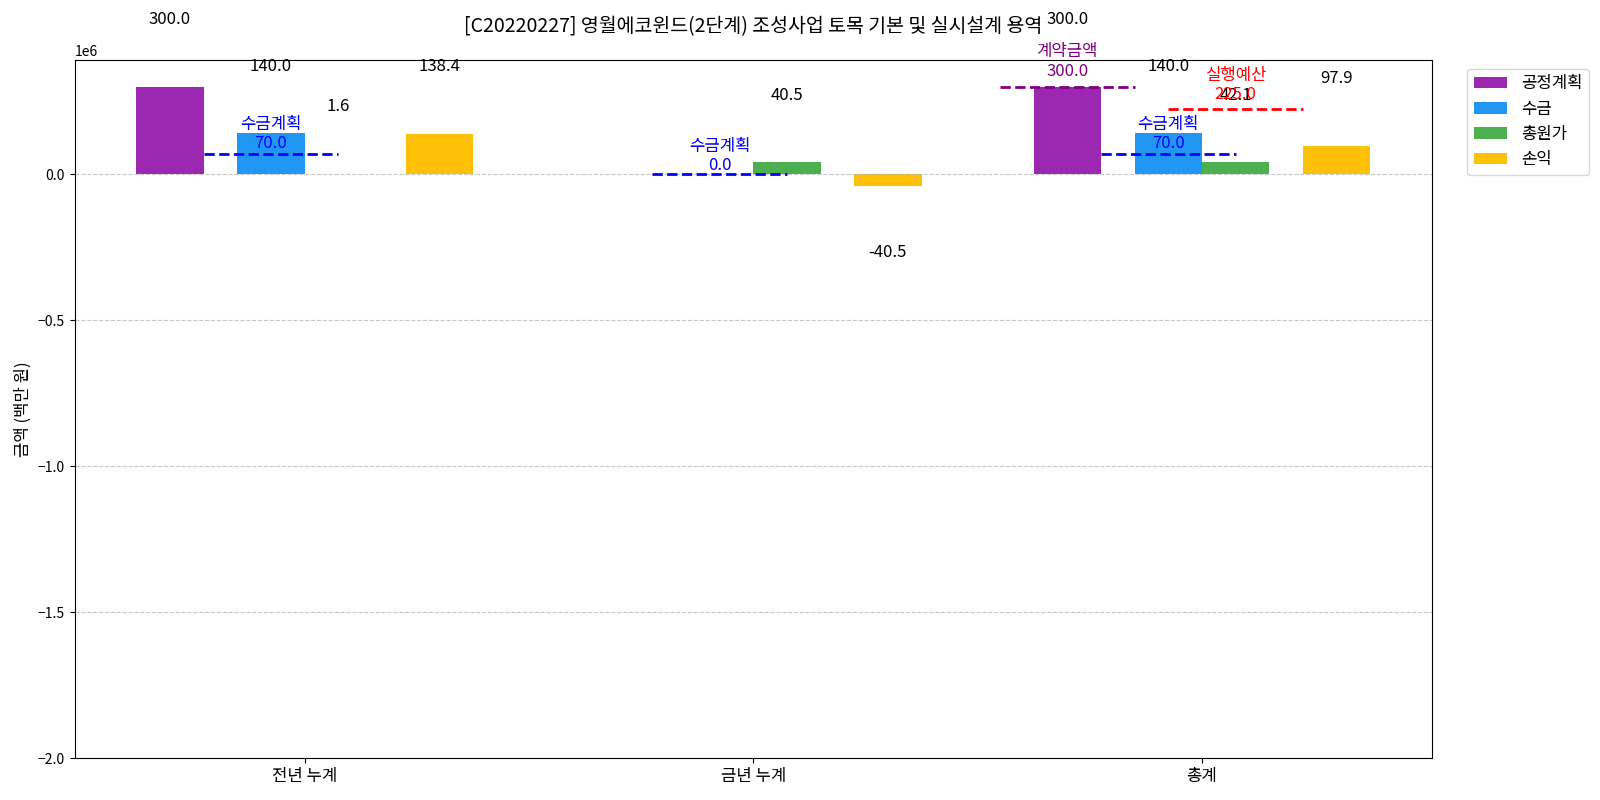 [C20220227] 영월에코윈드(2단계) 조성사업 토목 기본 및 실시설계 용역
1e6
금액 (백만 원)
0.0
−0.5
−1.0
−1.5
−2.0
300.0
140.0
수금계획
70.0
1.6
138.4
전년 누계
수금계획
0.0
40.5
-40.5
금년 누계
300.0
계약금액
300.0
140.0
수금계획
70.0
실행예산
225.0
42.1
97.9
총계
공정계획
수금
총원가
손익